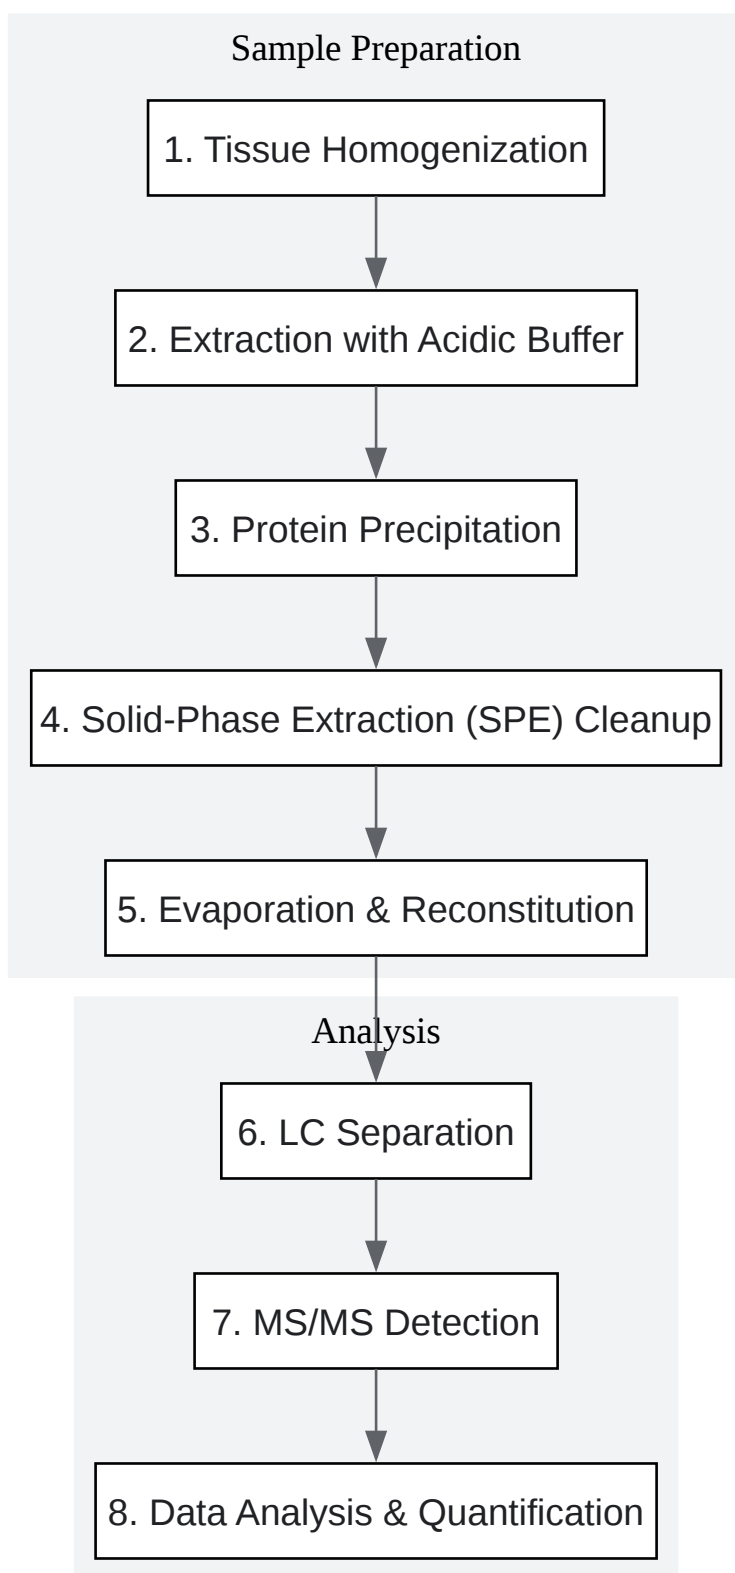 Sample Preparation
1. Tissue Homogenization
2. Extraction with Acidic Buffer
3. Protein Precipitation
4. Solid-Phase Extraction (SPE) Cleanup
5. Evaporation & Reconstitution
Analysis
6. LC Separation
7. MS/MS Detection
8. Data Analysis & Quantification